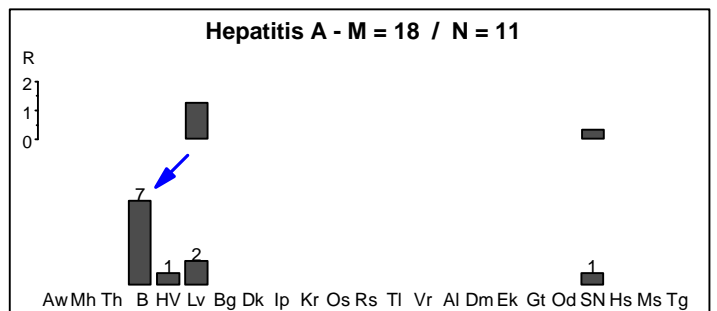 Hepatitis A - M = 18 / N = 11
R
2
1
0
7
1
2
1
Aw Mh Th B HV Lv Bg Dk Ip Kr Os Rs Tl Vr Al Dm Ek Gt Od SN Hs Ms Tg